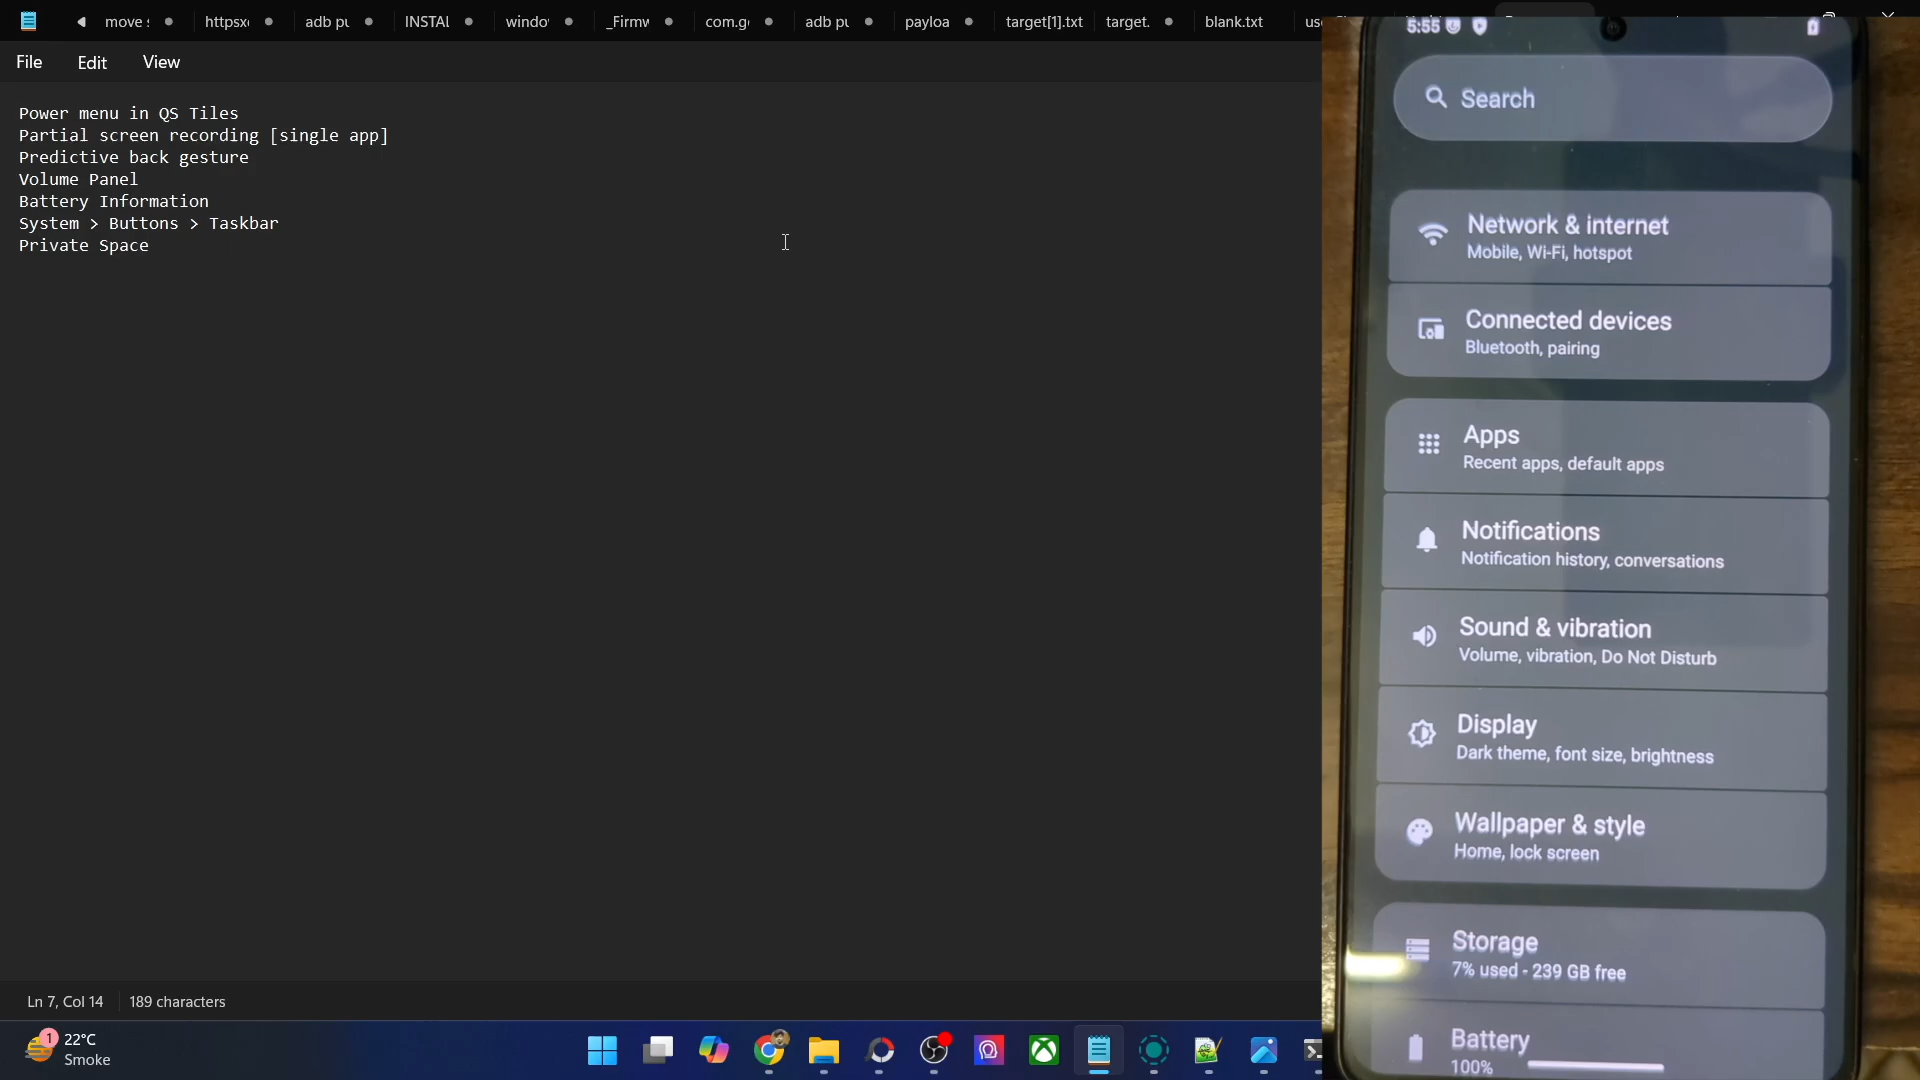 move
https
adb pu
INSTAL
window
_Firmw
com.g
adb pu
payloa
target[1].txt
target.
blank.txt
File
Edit
View
Power menu in QS Tiles
Partial screen recording [single app]
Predictive back gesture
Volume Panel
Battery Information
System > Buttons > Taskbar
Private Space
Ln 7, Col 14
189 characters
1
22°C
Smoke
5:55
Search
Network & internet
Mobile, Wi-Fi, hotspot
Connected devices
Bluetooth, pairing
Apps
Recent apps, default apps
Notifications
Notification history, conversations
Sound & vibration
Volume, vibration, Do Not Disturb
Display
Dark theme, font size, brightness
Wallpaper & style
Home, lock screen
Storage
7% used - 239 GB free
Battery
100%